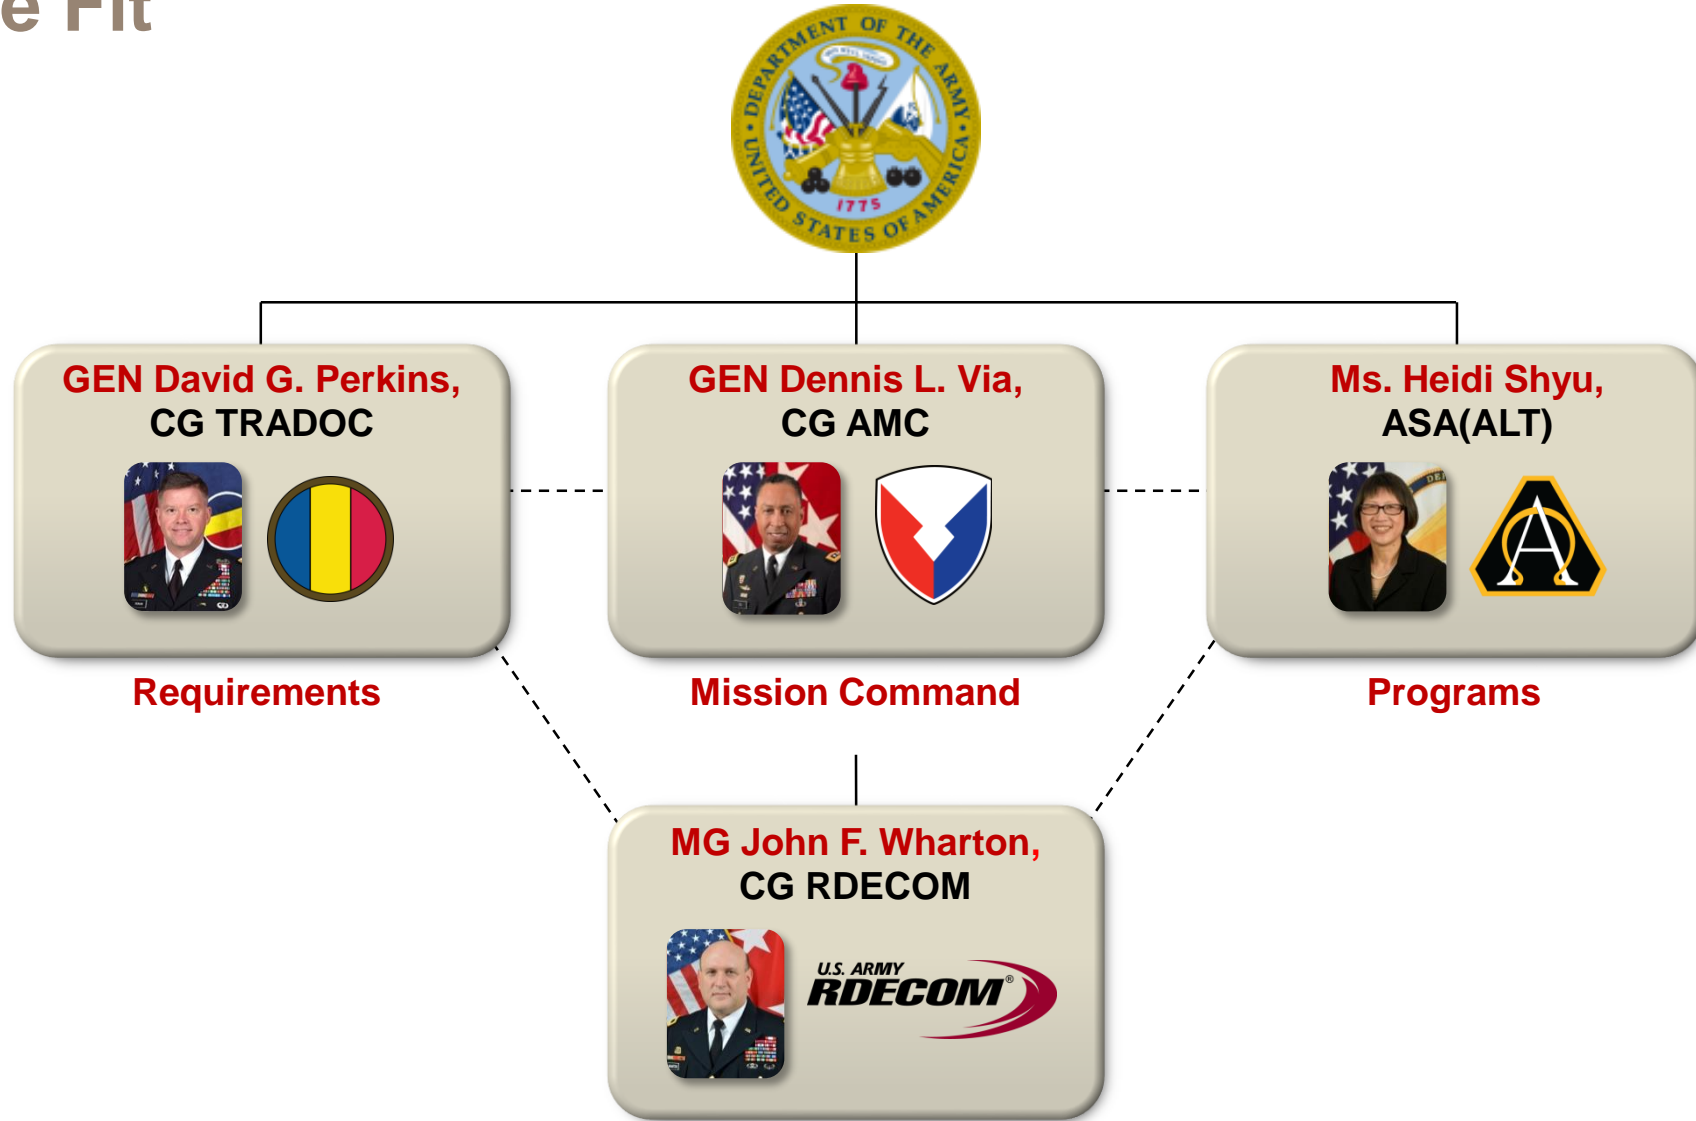 e Fit
DEPARTMENT OF THE ARMY
UNITED STATES OF AMERICA
1775
GEN David G. Perkins,
CG TRADOC
GEN Dennis L. Via,
CG AMC
Ms. Heidi Shyu,
ASA(ALT)
Requirements
Mission Command
Programs
MG John F. Wharton,
CG RDECOM
U.S. ARMY
RDECOM®